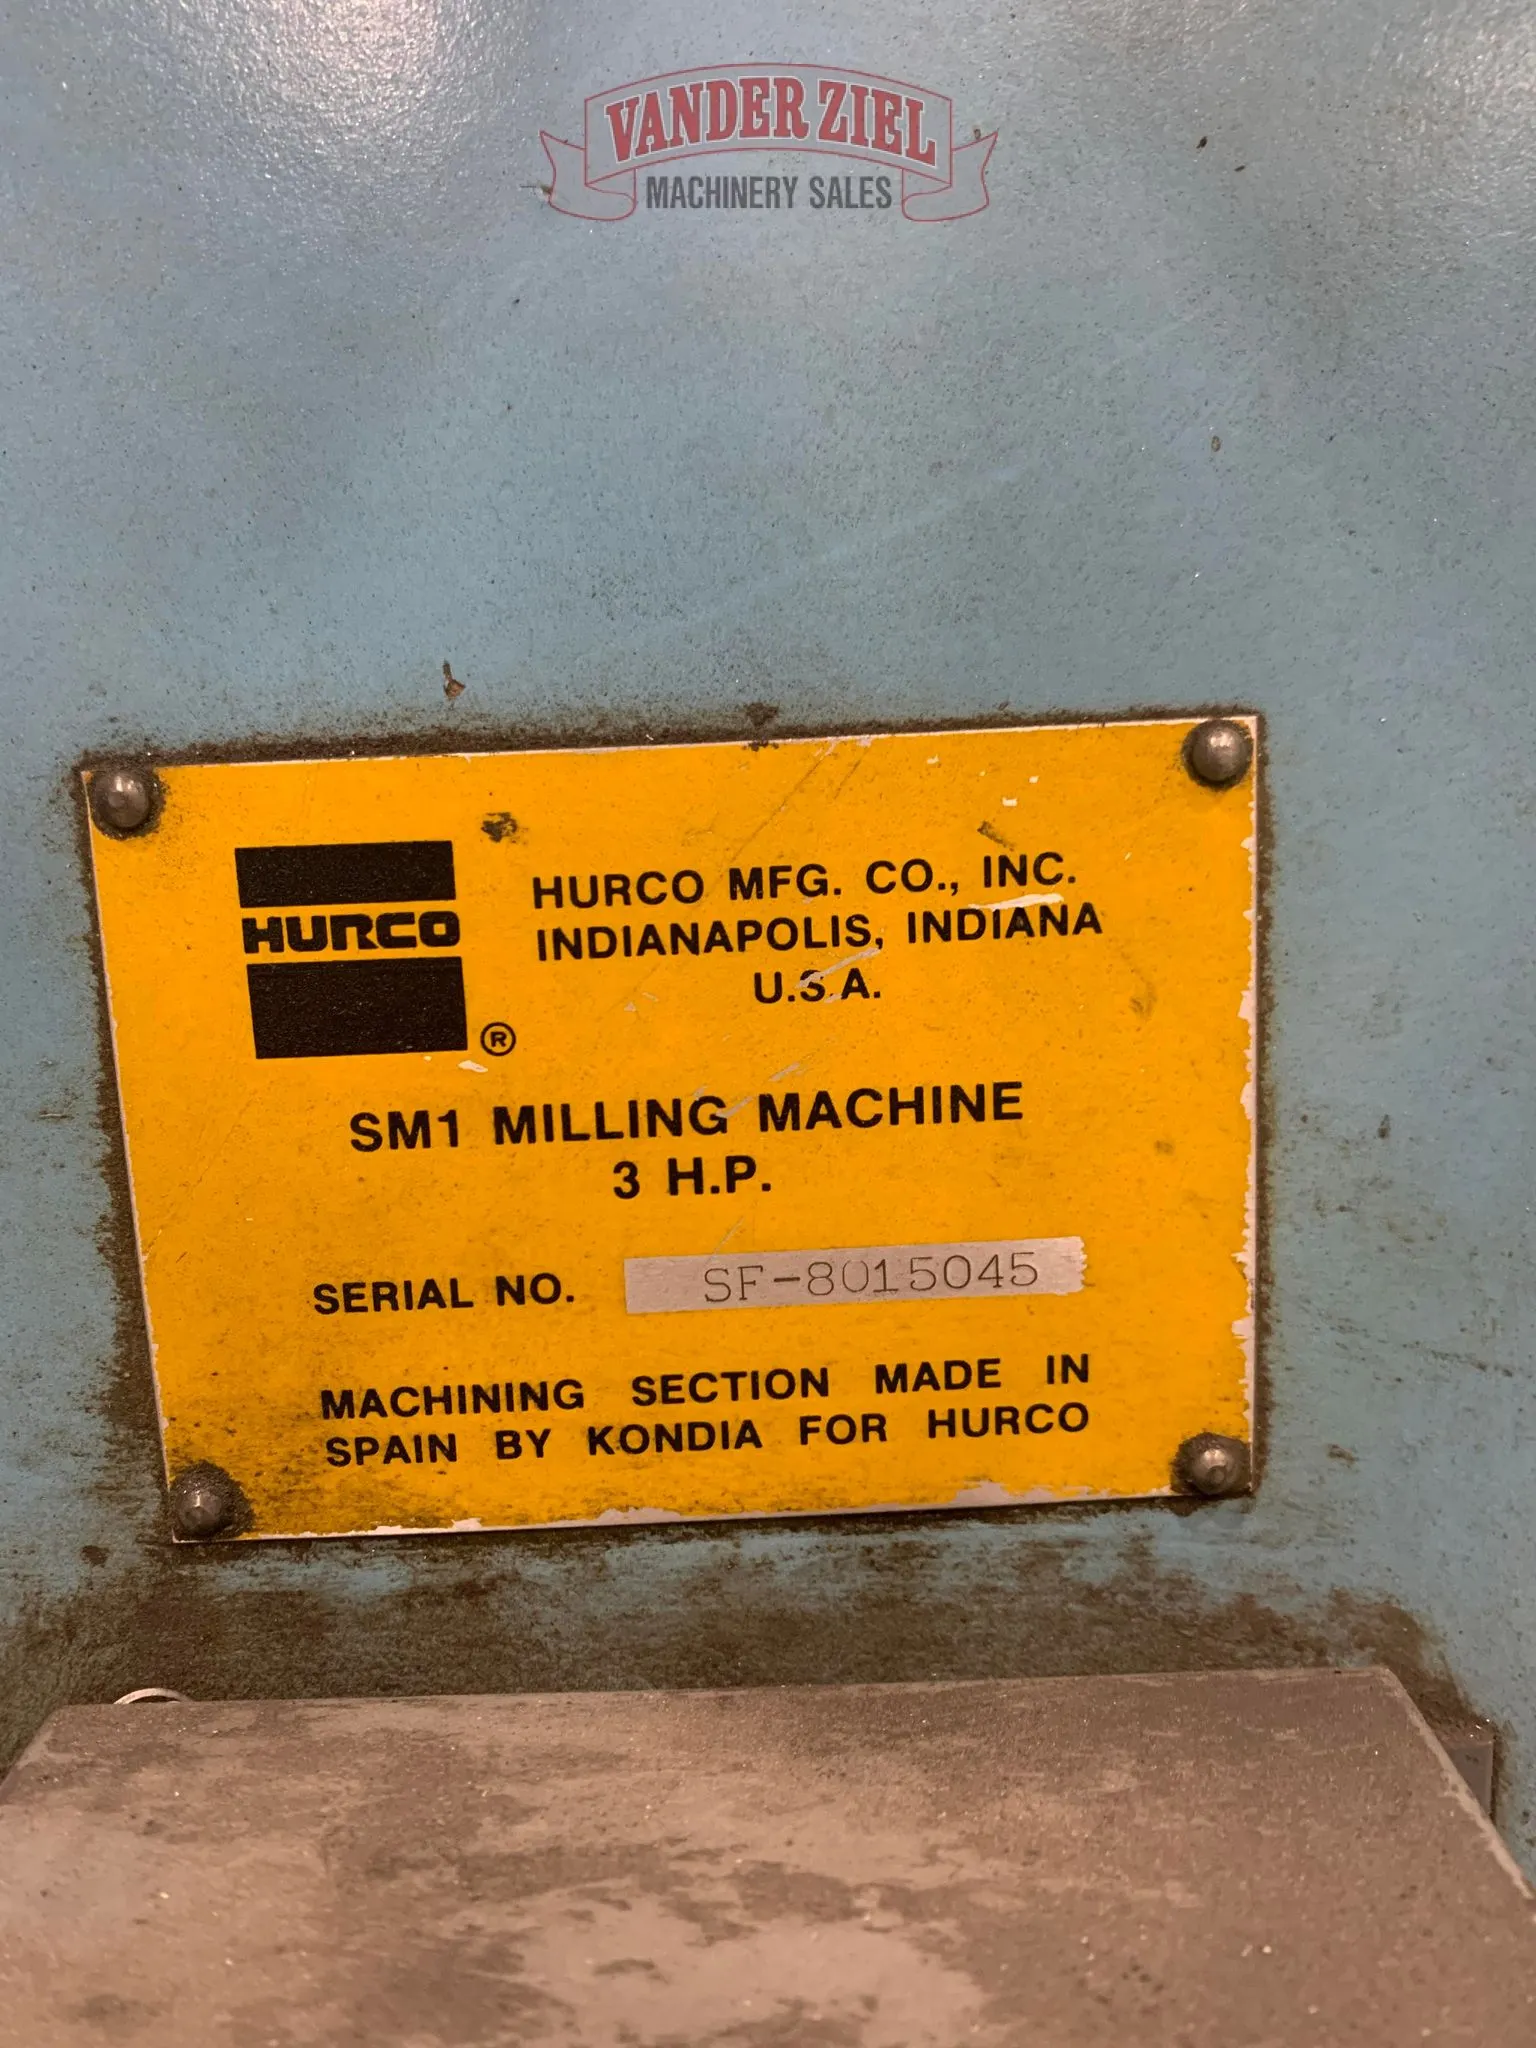 VANDER ZIEL
MACHINERY SALES
HURCO
®
HURCO MFG. CO., INC.
INDIANAPOLIS, INDIANA
U.S.A.
SM1 MILLING MACHINE
3 H.P.
SERIAL NO. SF-8015045
MACHINING SECTION MADE IN
SPAIN BY KONDIA FOR HURCO